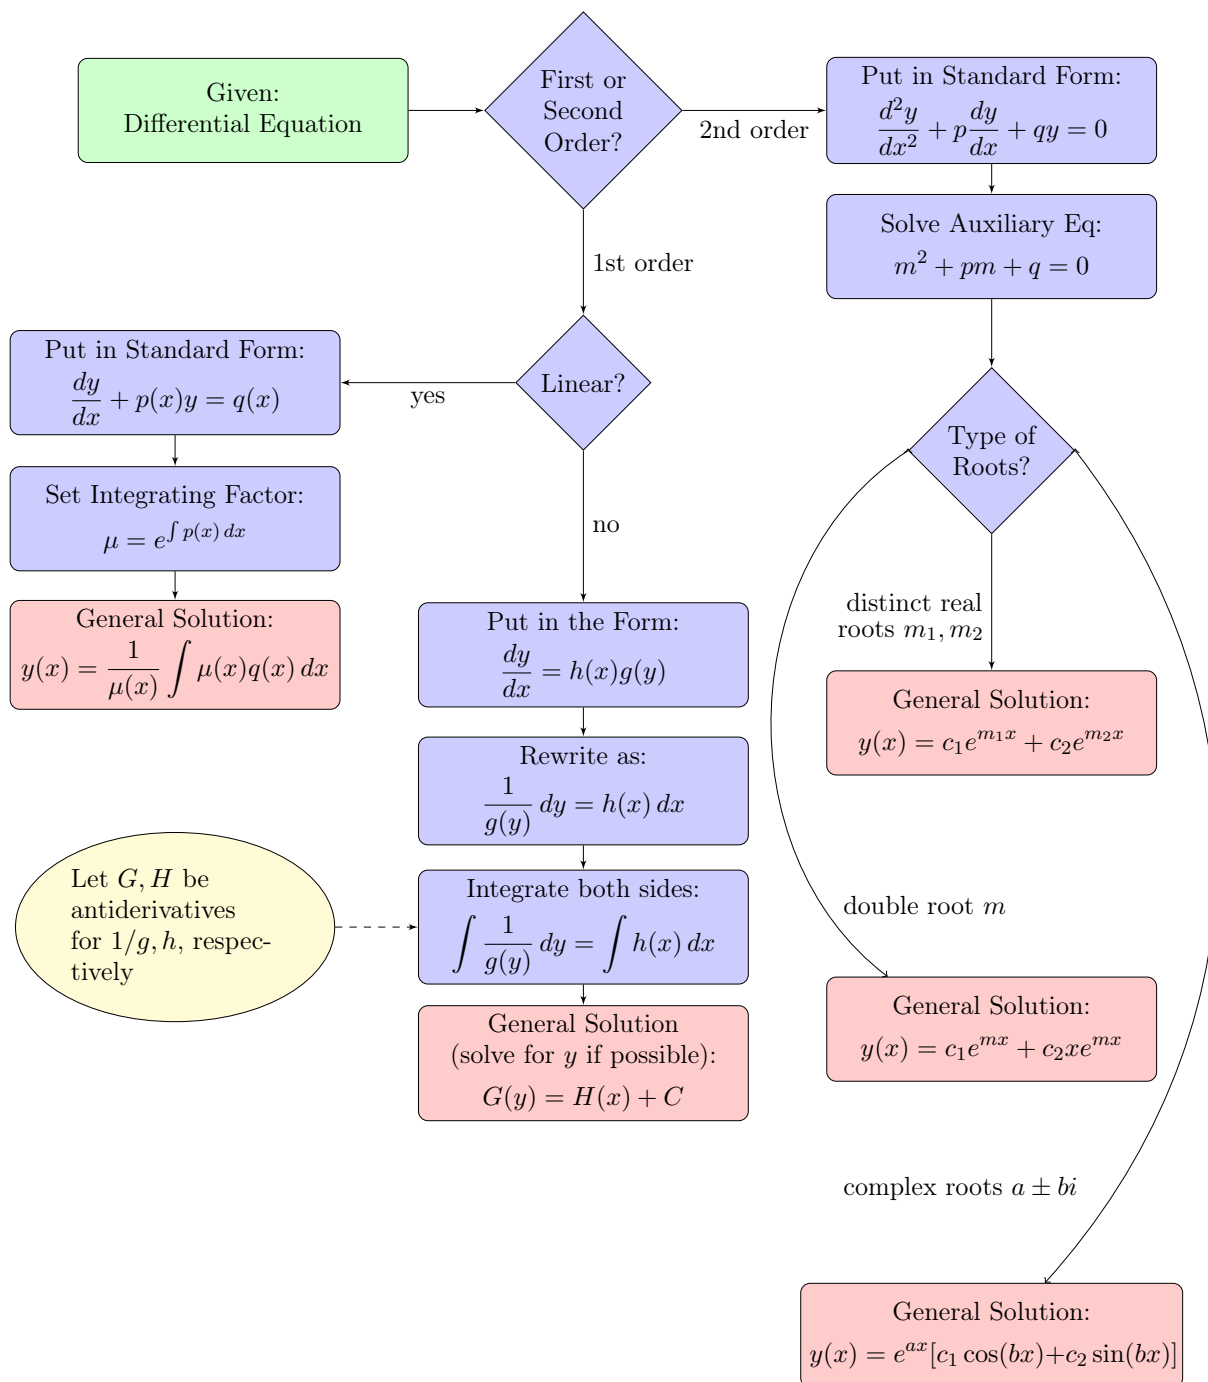 Given:
Differential Equation
First or
Second
Order?
2nd order
Put in Standard Form:
d²y/dx² + p dy/dx + qy = 0
Solve Auxiliary Eq:
m² + pm + q = 0
1st order
Linear?
yes
Put in Standard Form:
dy/dx + p(x)y = q(x)
Set Integrating Factor:
μ = e^{∫ p(x) dx}
General Solution:
y(x) = 1/μ(x) ∫ μ(x)q(x) dx
no
Put in the Form:
dy/dx = h(x)g(y)
Rewrite as:
1/g(y) dy = h(x) dx
Let G, H be
antiderivatives
for 1/g, h, respec-
tively
Integrate both sides:
∫ 1/g(y) dy = ∫ h(x) dx
General Solution
(solve for y if possible):
G(y) = H(x) + C
Type of
Roots?
distinct real
roots m₁, m₂
General Solution:
y(x) = c₁e^{m₁x} + c₂e^{m₂x}
double root m
General Solution:
y(x) = c₁e^{mx} + c₂xe^{mx}
complex roots a ± bi
General Solution:
y(x) = e^{ax}[c₁ cos(bx)+c₂ sin(bx)]